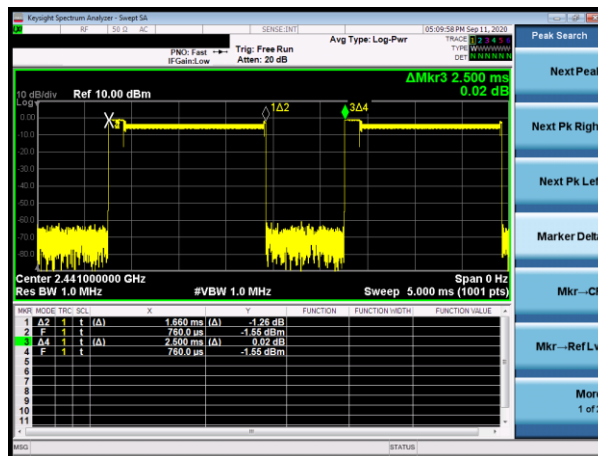 Keysight Spectrum Analyzer - Swept SA
RF 50 Ω AC SENSE:INT 05:09:58 PM Sep 11, 2020
Avg Type: Log-Pwr TRACE 1 2 3 4 5 6
PNO: Fast Trig: Free Run TYPE WWWWWW
IFGain:Low Atten: 20 dB DET N N N N N N
ΔMkr3 2.500 ms
10 dB/div Ref 10.00 dBm 0.02 dB
Log
1Δ2 3Δ4
0.00
-10.0
-20.0
-30.0
-40.0
-50.0
-60.0
-70.0
-80.0
Center 2.441000000 GHz Span 0 Hz
Res BW 1.0 MHz #VBW 1.0 MHz Sweep 5.000 ms (1001 pts)
MKR MODE TRC SCL X Y FUNCTION FUNCTION WIDTH FUNCTION VALUE
1 Δ2 1 t (Δ) 1.660 ms (Δ) -1.26 dB
2 F 1 t 760.0 µs -1.55 dBm
3 Δ4 1 t (Δ) 2.500 ms (Δ) 0.02 dB
4 F 1 t 760.0 µs -1.55 dBm
5
6
7
8
9
10
11
MSG STATUS
Peak Search
Next Peak
Next Pk Righ
Next Pk Lef
Marker Delta
Mkr→C
Mkr→Ref Lv
More
1 of 2